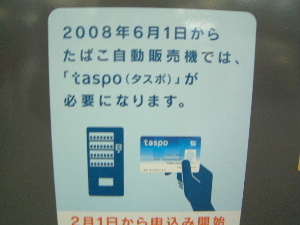 2008年6月1日から
たばこ自動販売機では、
「taspo(タスポ)」が
必要になります。
taspo
2月1日から申込み開始